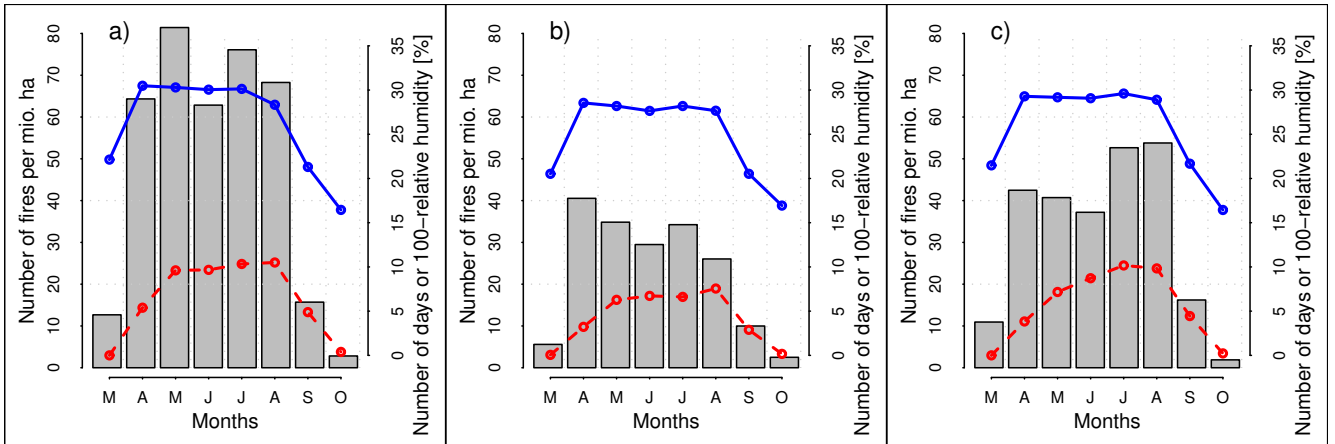 a)
Number of fires per mio. ha
0 10 20 30 40 50 60 70 80
M A M J J A S O
Months
0 5 10 15 20 25 30 35
Number of days or 100−relative humidity [%]
b)
Number of fires per mio. ha
0 10 20 30 40 50 60 70 80
M A M J J A S O
Months
0 5 10 15 20 25 30 35
Number of days or 100−relative humidity [%]
c)
Number of fires per mio. ha
0 10 20 30 40 50 60 70 80
M A M J J A S O
Months
0 5 10 15 20 25 30 35
Number of days or 100−relative humidity [%]